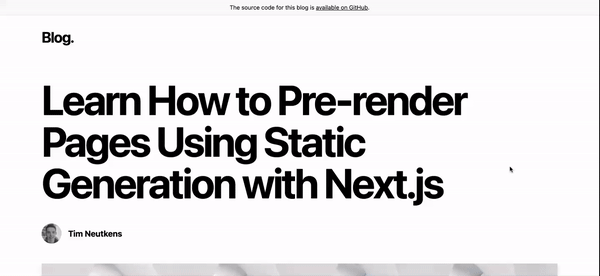 The source code for this blog is available on GitHub.
Blog.
Learn How to Pre-render
Pages Using Static
Generation with Next.js
Tim Neutkens